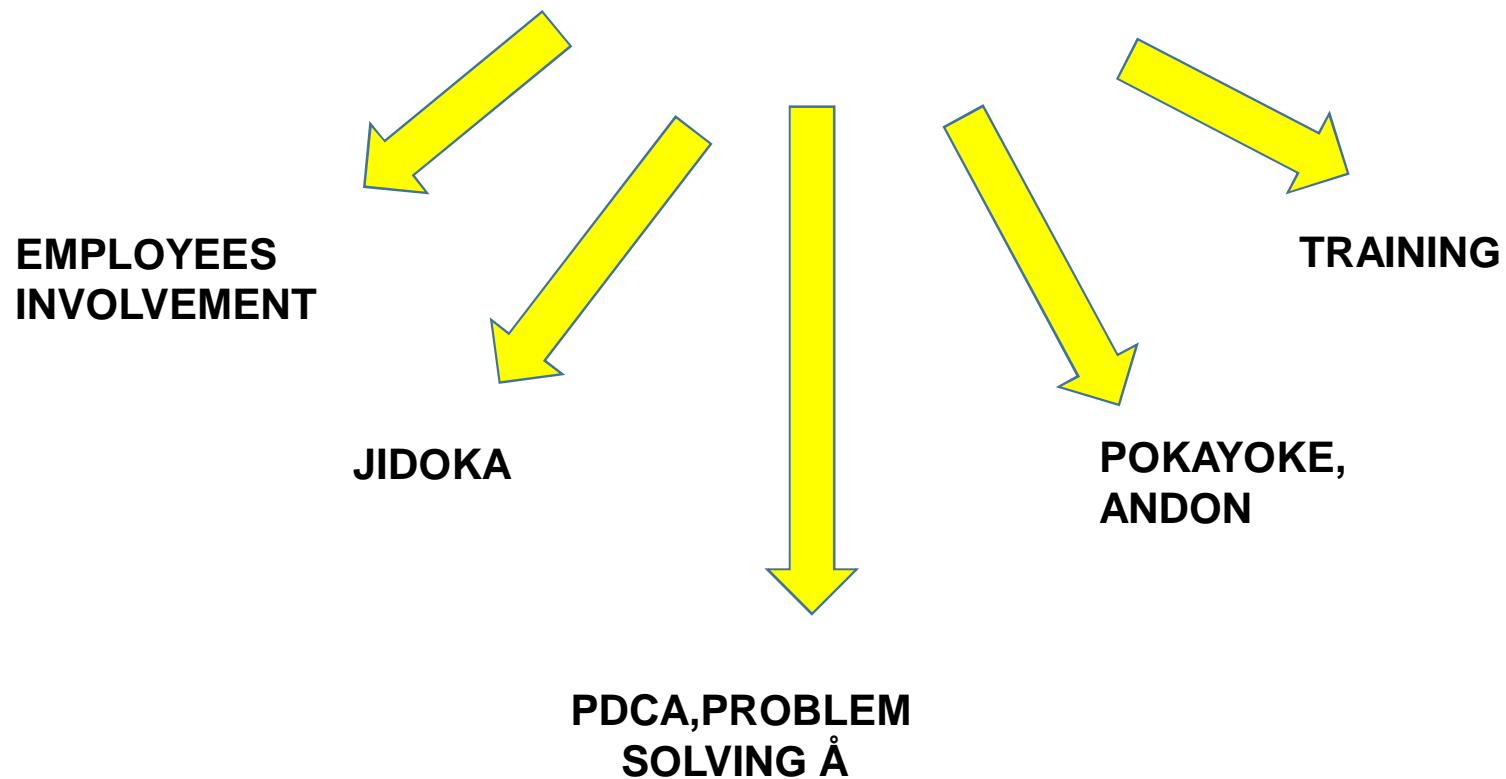 EMPLOYEES
INVOLVEMENT
TRAINING
JIDOKA
POKAYOKE,
ANDON
PDCA,PROBLEM
SOLVING Å